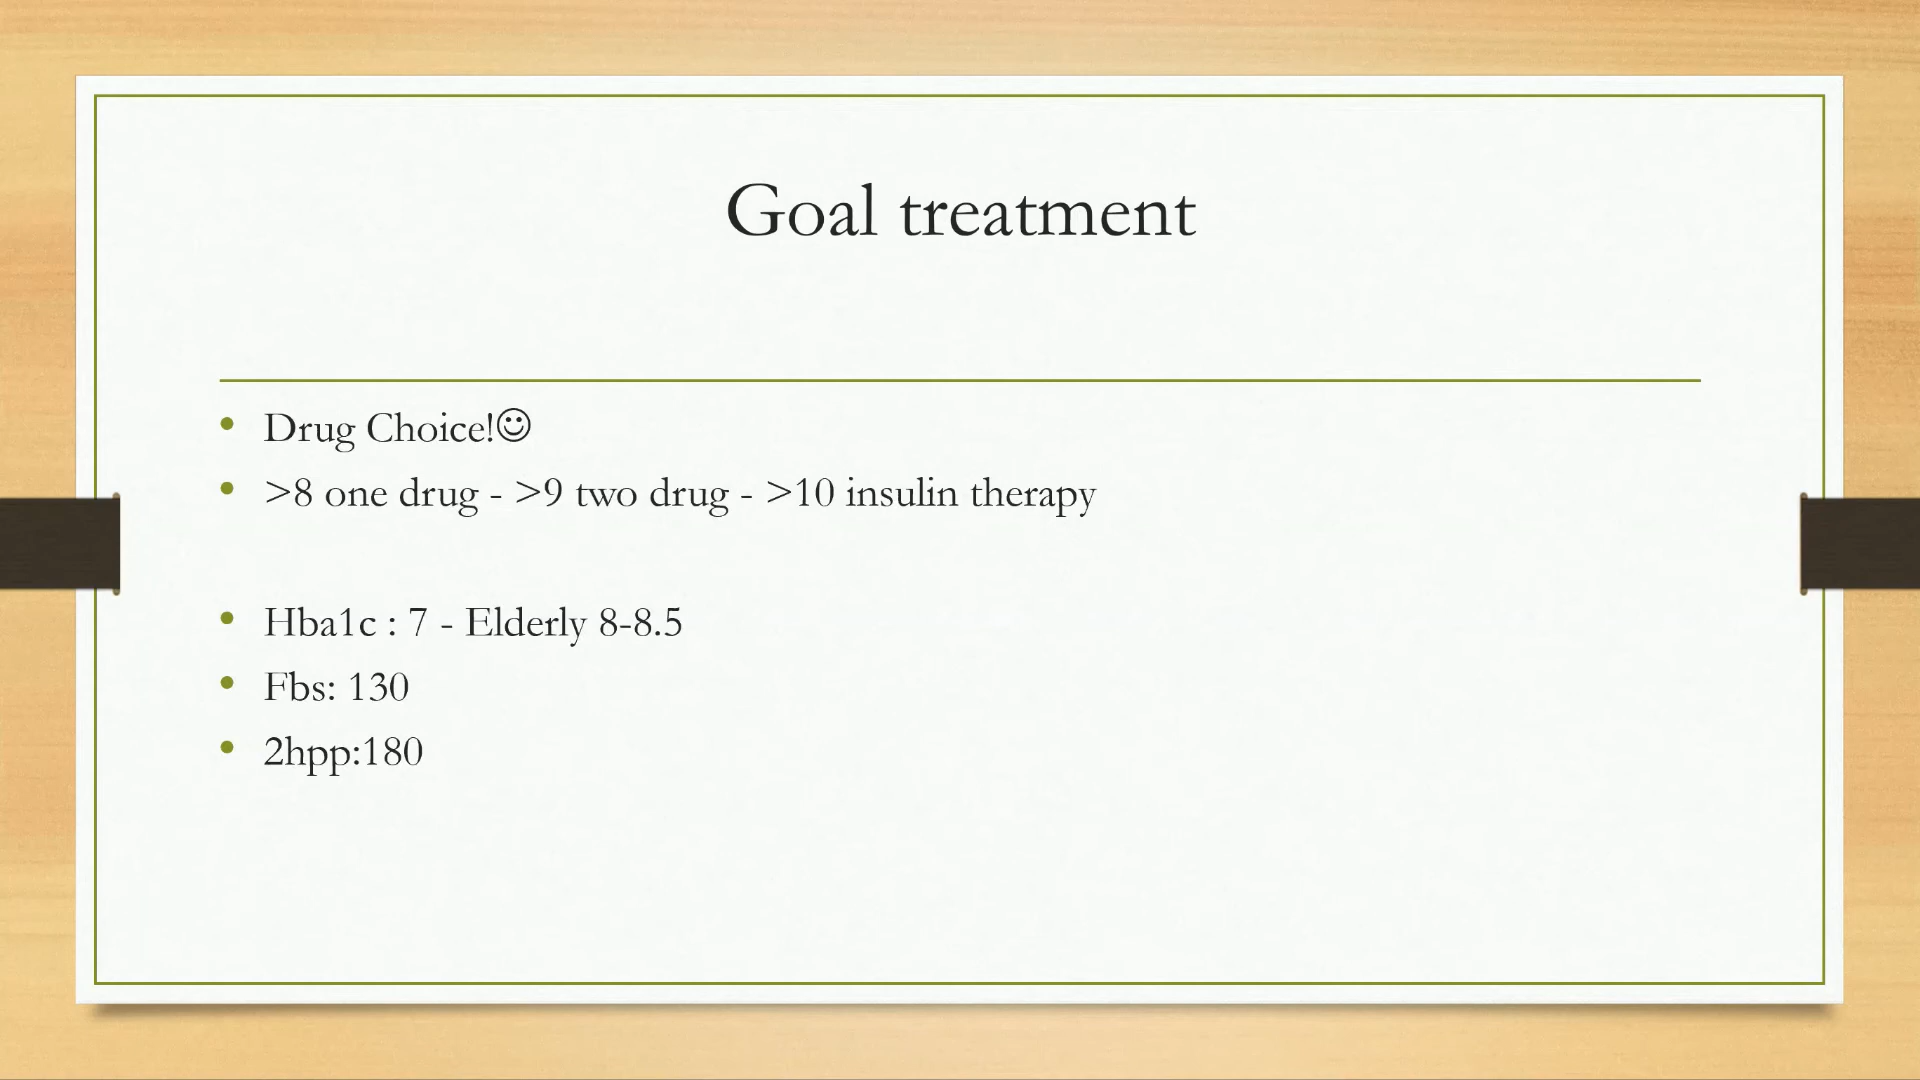 Goal treatment
• Drug Choice!☺
• >8 one drug - >9 two drug - >10 insulin therapy
• Hba1c : 7 - Elderly 8-8.5
• Fbs: 130
• 2hpp:180